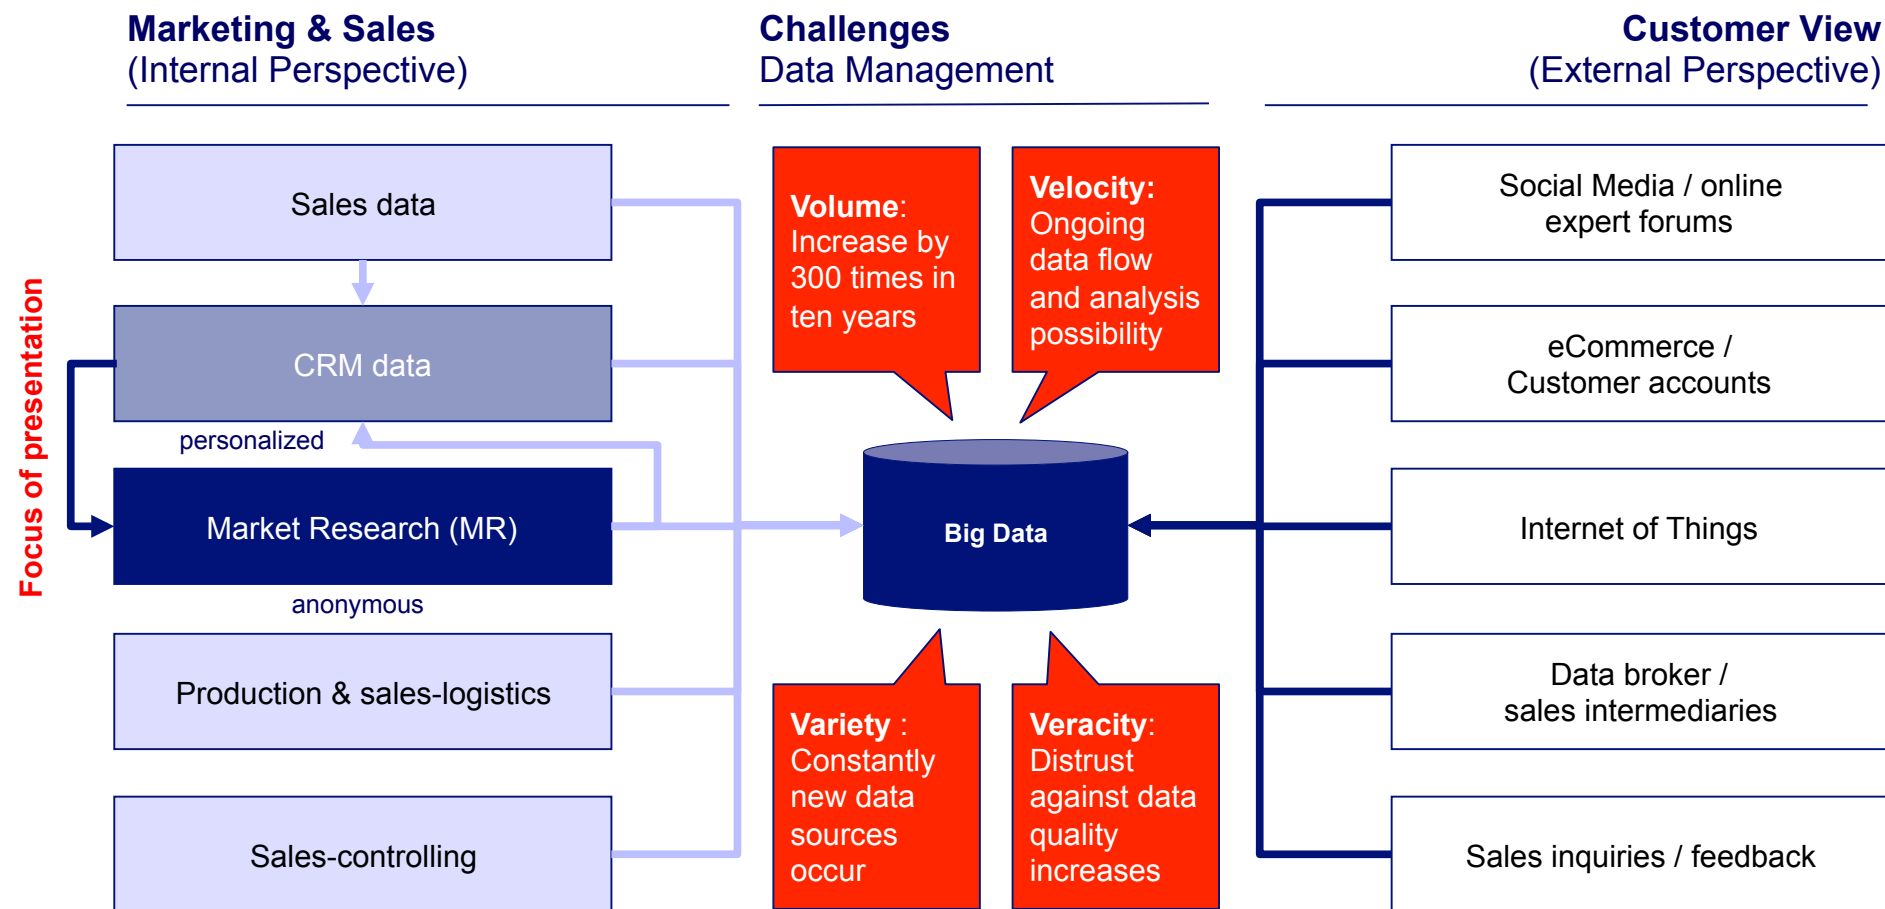 Marketing & Sales
(Internal Perspective)
Challenges
Data Management
Customer View
(External Perspective)
Focus of presentation
Sales data
CRM data
personalized
Market Research (MR)
anonymous
Production & sales-logistics
Sales-controlling
Volume:
Increase by
300 times in
ten years
Velocity:
Ongoing
data flow
and analysis
possibility
Big Data
Variety :
Constantly
new data
sources
occur
Veracity:
Distrust
against data
quality
increases
Social Media / online
expert forums
eCommerce /
Customer accounts
Internet of Things
Data broker /
sales intermediaries
Sales inquiries / feedback